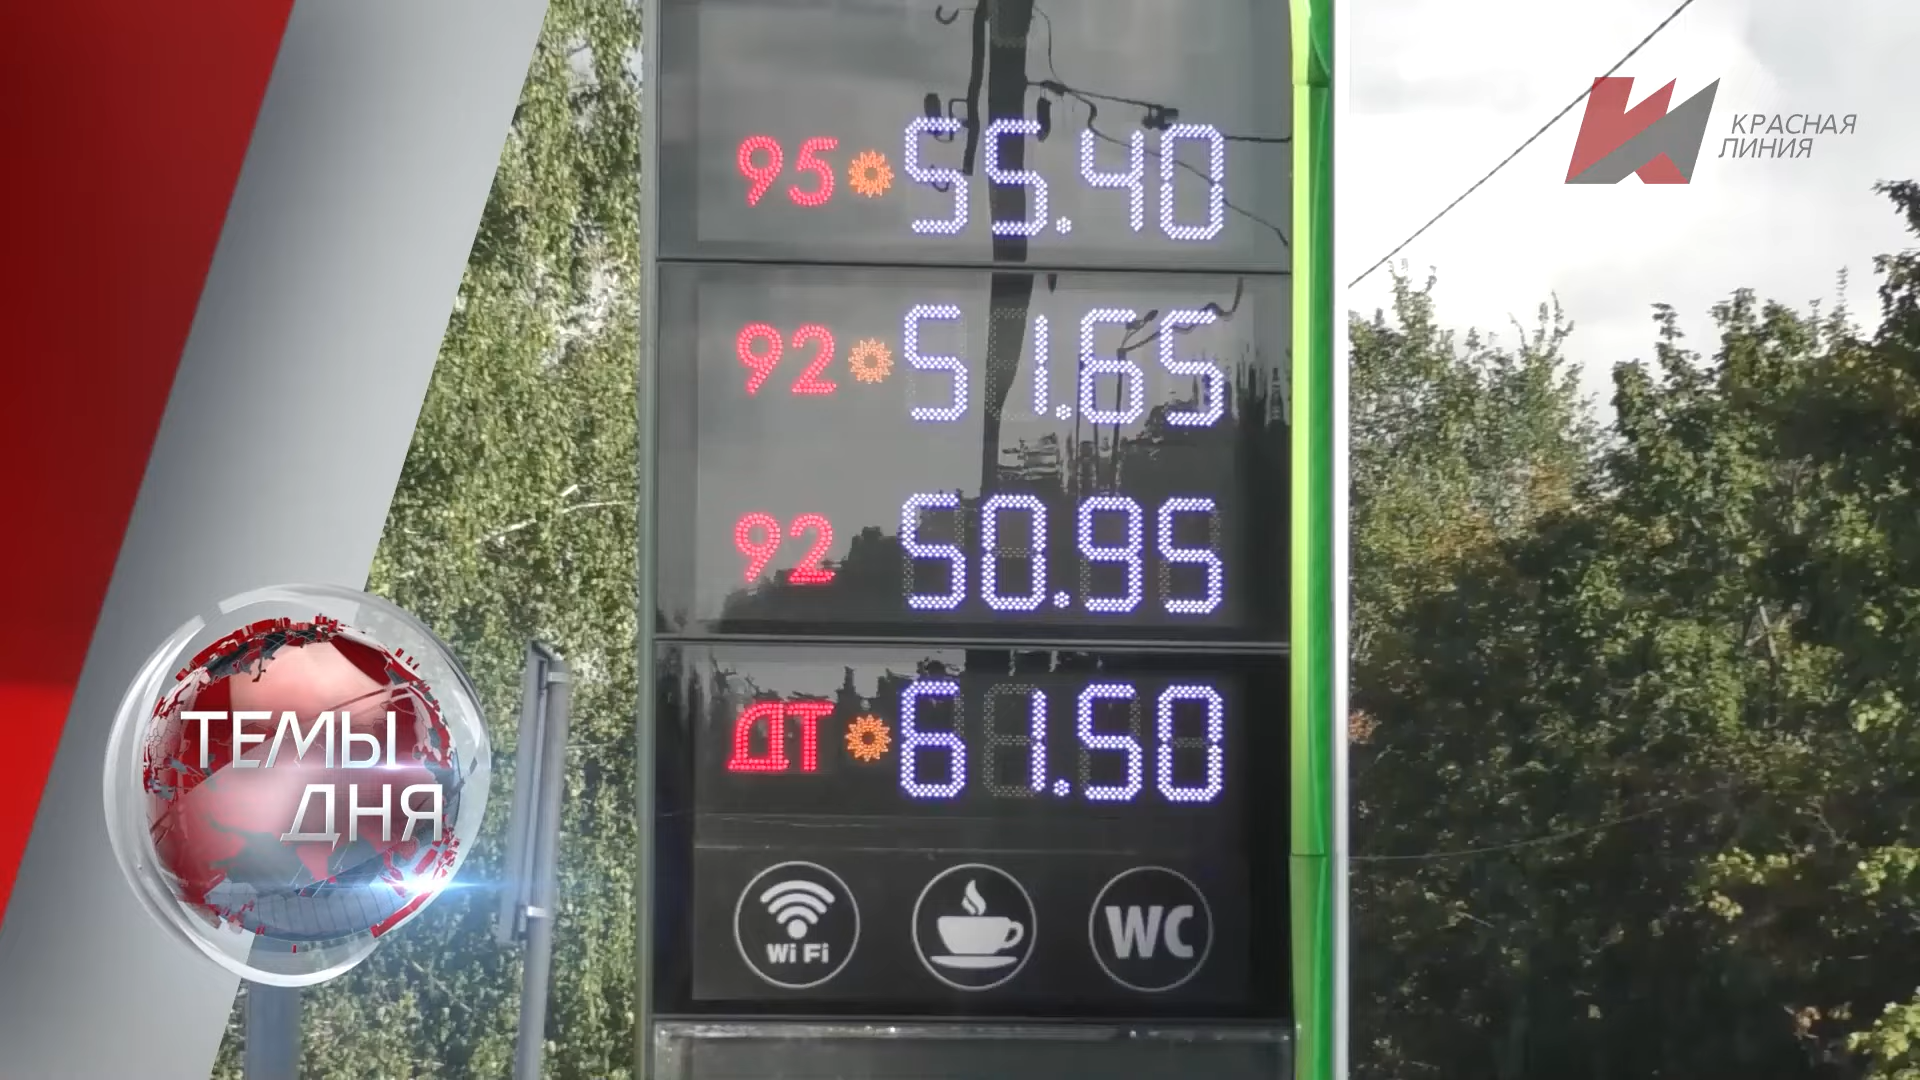 КРАСНАЯ
ЛИНИЯ
95 55.40
92 51.65
92 50.95
ДТ 61.50
Wi Fi
WC
ТЕМЫ
ДНЯ